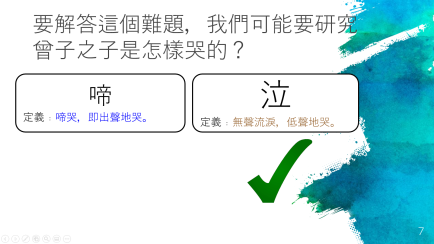 要解答這個難題，我們可能要研究
曾子之子是怎樣哭的？
啼
定義：啼哭，即出聲地哭。
泣
定義：無聲流淚，低聲地哭。
7